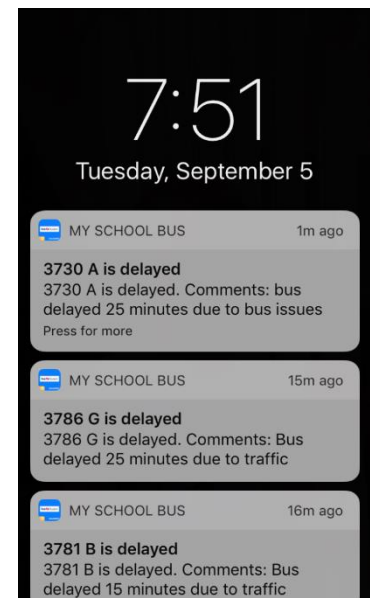 7:51
Tuesday, September 5
MY SCHOOL BUS 1m ago
3730 A is delayed
3730 A is delayed. Comments: bus
delayed 25 minutes due to bus issues
Press for more
MY SCHOOL BUS 15m ago
3786 G is delayed
3786 G is delayed. Comments: Bus
delayed 25 minutes due to traffic
MY SCHOOL BUS 16m ago
3781 B is delayed
3781 B is delayed. Comments: Bus
delayed 15 minutes due to traffic